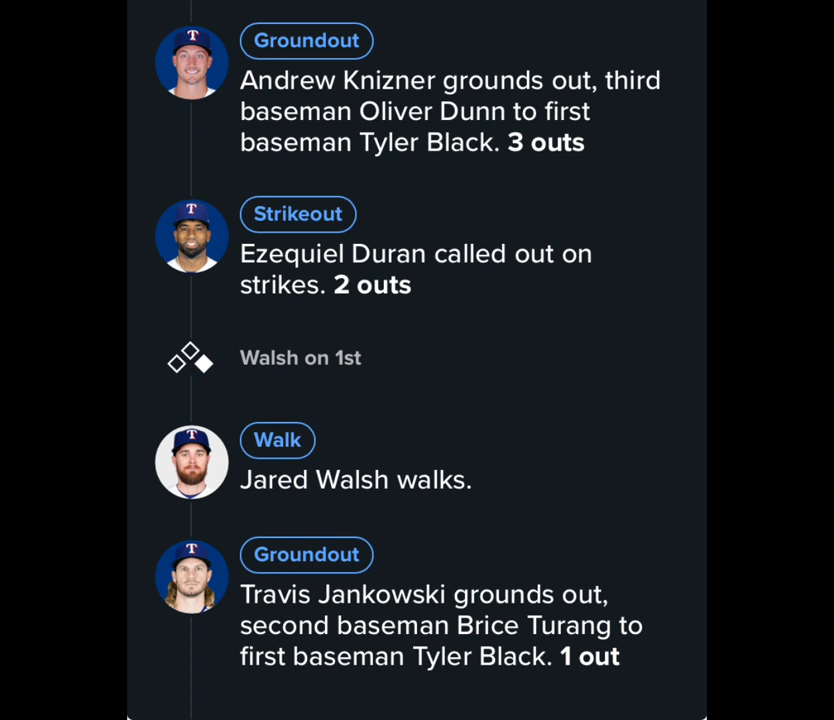 Groundout
Andrew Knizner grounds out, third
baseman Oliver Dunn to first
baseman Tyler Black. 3 outs
Strikeout
Ezequiel Duran called out on
strikes. 2 outs
Walsh on 1st
Walk
Jared Walsh walks.
Groundout
Travis Jankowski grounds out,
second baseman Brice Turang to
first baseman Tyler Black. 1 out